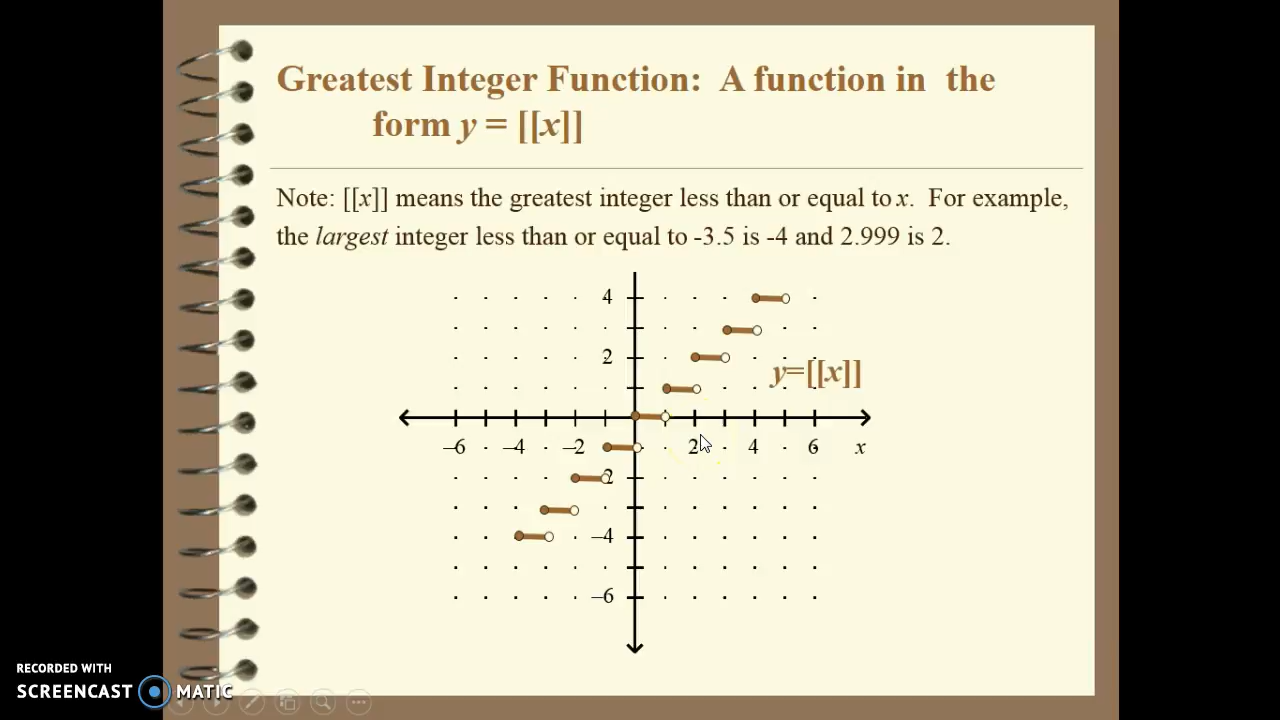 Greatest Integer Function: A function in the
form y = [[x]]
Note: [[x]] means the greatest integer less than or equal to x. For example,
the largest integer less than or equal to -3.5 is -4 and 2.999 is 2.
4
2
y=[[x]]
–6 –4 –2 2 4 6 x
2
–4
–6
RECORDED WITH
SCREENCAST MATIC